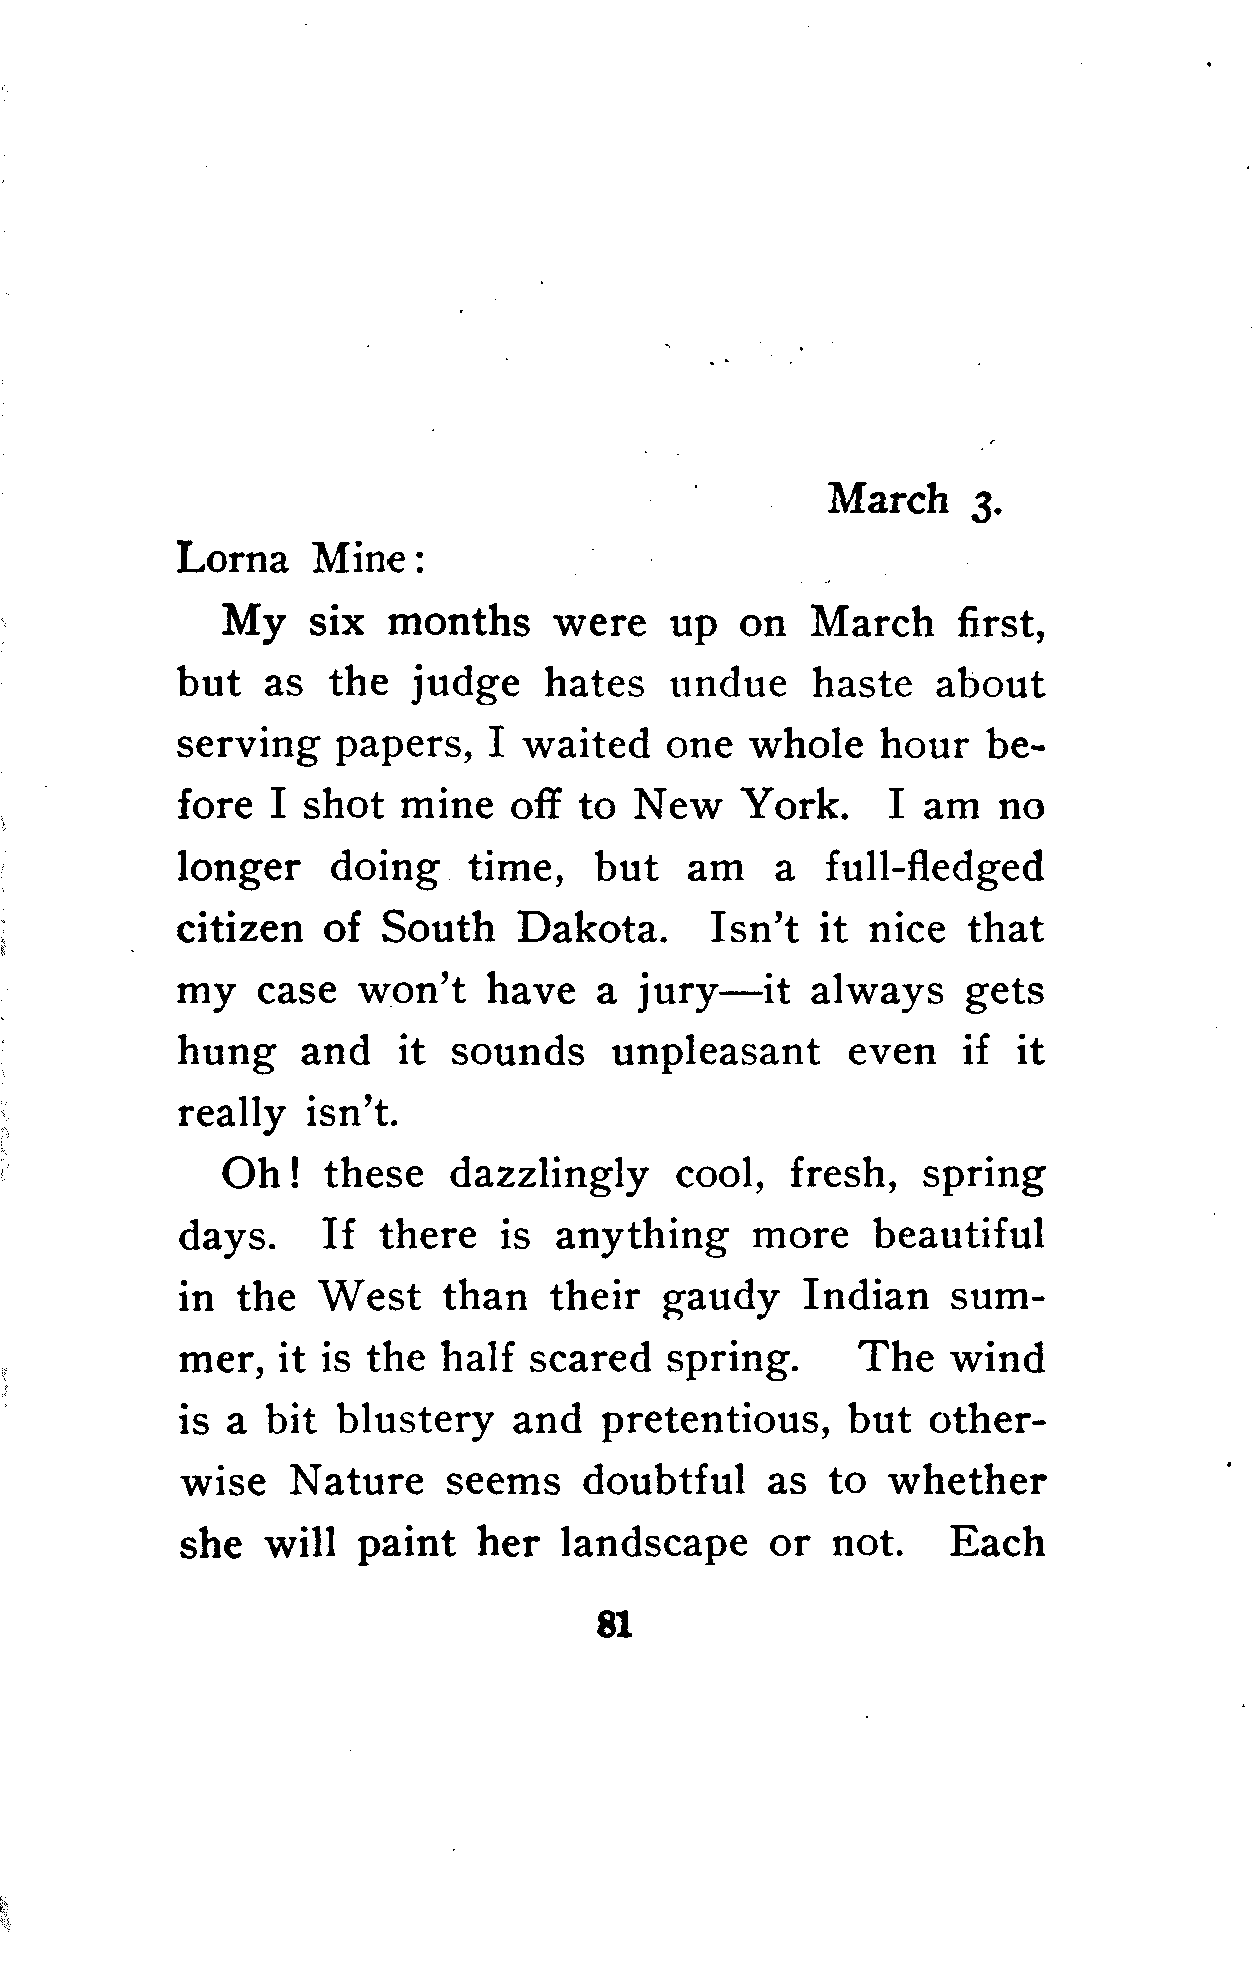 March 3.
Lorna Mine:
My six months were up on March first,
but as the judge hates undue haste about
serving papers, I waited one whole hour be-
fore I shot mine off to New York. I am no
longer doing time, but am a full-fledged
citizen of South Dakota. Isn't it nice that
my case won't have a jury—it always gets
hung and it sounds unpleasant even if it
really isn't.
Oh! these dazzlingly cool, fresh, spring
days. If there is anything more beautiful
in the West than their gaudy Indian sum-
mer, it is the half scared spring. The wind
is a bit blustery and pretentious, but other-
wise Nature seems doubtful as to whether
she will paint her landscape or not. Each
81